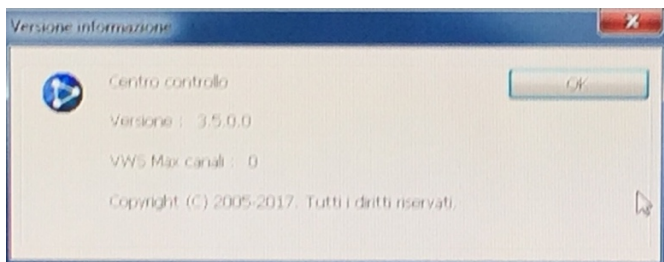 Versione informazione
Centro controllo
OK
Versione : 3.5.0.0
VWS Max canali : 0
Copyright (C) 2005-2017. Tutti i diritti riservati.